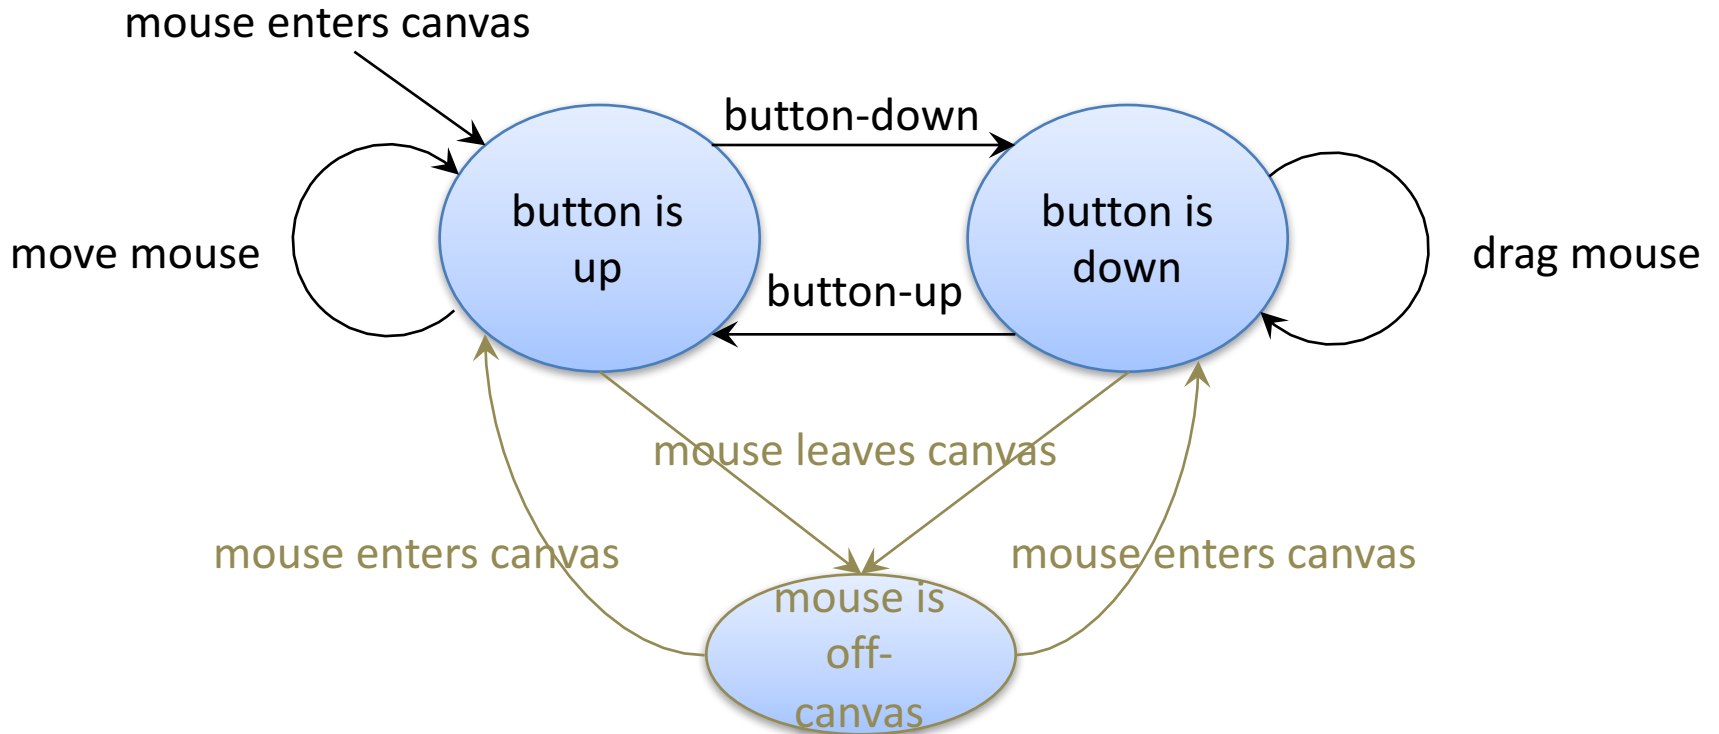 mouse enters canvas
button-down
button is
up
button is
down
move mouse
drag mouse
button-up
mouse leaves canvas
mouse enters canvas
mouse enters canvas
mouse is
off-
canvas